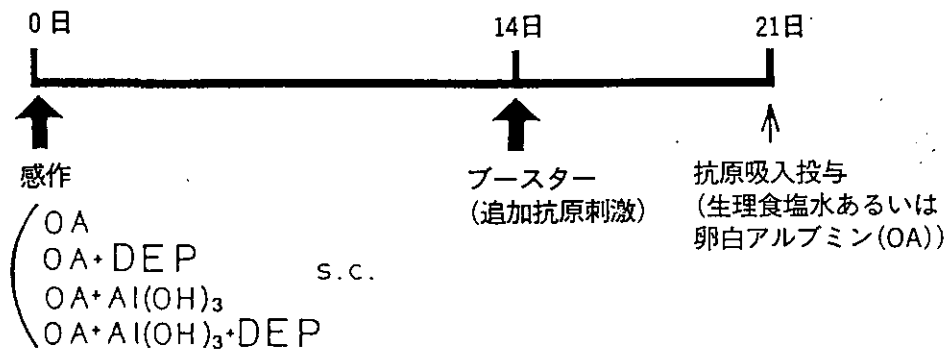 0日
14日
21日
感作
ブースター
(追加抗原刺激)
抗原吸入投与
(生理食塩水あるいは
卵白アルブミン(OA))
OA
OA+DEP
s.c.
OA+Al(OH)₃
OA+Al(OH)₃+DEP